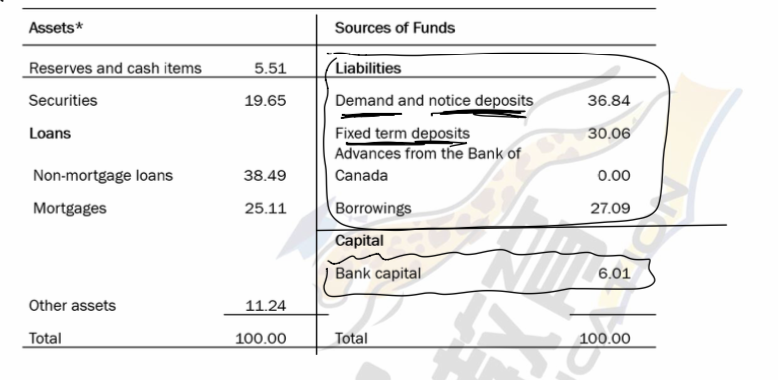 Assets* Sources of Funds
Reserves and cash items 5.51 Liabilities
Securities 19.65 Demand and notice deposits 36.84
Loans Fixed term deposits 30.06
Advances from the Bank of
Non-mortgage loans 38.49 Canada 0.00
Mortgages 25.11 Borrowings 27.09
Capital
Bank capital 6.01
Other assets 11.24
Total 100.00 Total 100.00
教育